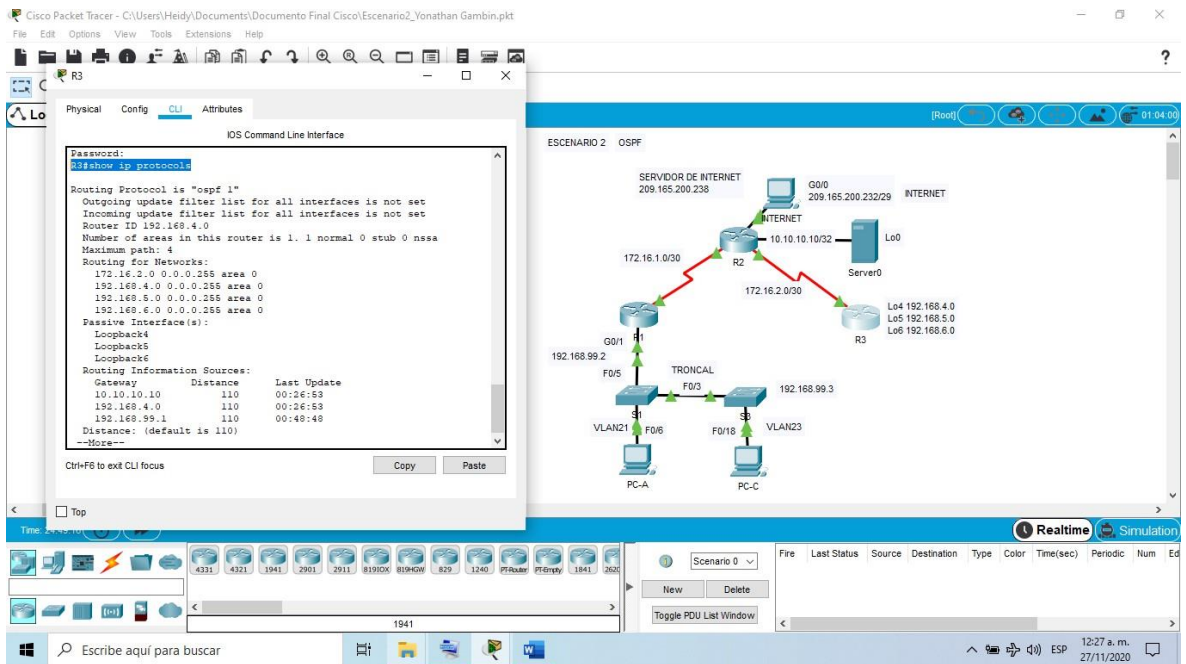 Cisco Packet Tracer - C:\Users\Heidy\Documents\Documento Final Cisco\Escenario2_Yonathan Gambin.pkt
File Edit Options View Tools Extensions Help
?
R3
Physical Config CLI Attributes
IOS Command Line Interface
Password:
R3#show ip protocols
Routing Protocol is "ospf 1"
Outgoing update filter list for all interfaces is not set
Incoming update filter list for all interfaces is not set
Router ID 192.168.4.0
Number of areas in this router is 1. 1 normal 0 stub 0 nssa
Maximum path: 4
Routing for Networks:
172.16.2.0 0.0.0.255 area 0
192.168.4.0 0.0.0.255 area 0
192.168.5.0 0.0.0.255 area 0
192.168.6.0 0.0.0.255 area 0
Passive Interface(s):
Loopback4
Loopback5
Loopback6
Routing Information Sources:
Gateway Distance Last Update
10.10.10.10 110 00:26:53
192.168.4.0 110 00:26:53
192.168.99.1 110 00:48:48
Distance: (default is 110)
--More--
Ctrl+F6 to exit CLI focus
Copy Paste
Top
Lo
[Root]
01:04:00
ESCENARIO 2 OSPF
SERVIDOR DE INTERNET
209.165.200.238
G0/0
209.165.200.232/29
INTERNET
INTERNET
10.10.10.10/32
Lo0
172.16.1.0/30
R2
Server0
172.16.2.0/30
Lo4 192.168.4.0
Lo5 192.168.5.0
Lo6 192.168.6.0
R3
R1
G0/1
192.168.99.2
F0/5
TRONCAL
F0/3
192.168.99.3
S1
S3
VLAN21
F0/6
F0/18
VLAN23
PC-A
PC-C
Time:
Realtime
Simulation
4331 4321 1941 2901 2911 819IOX 819HGW 829 1240 PT-Router PT-Empty 1841 2620
1941
Scenario 0
New Delete
Toggle PDU List Window
Fire Last Status Source Destination Type Color Time(sec) Periodic Num Ed
Escribe aquí para buscar
ESP
12:27 a. m.
27/11/2020